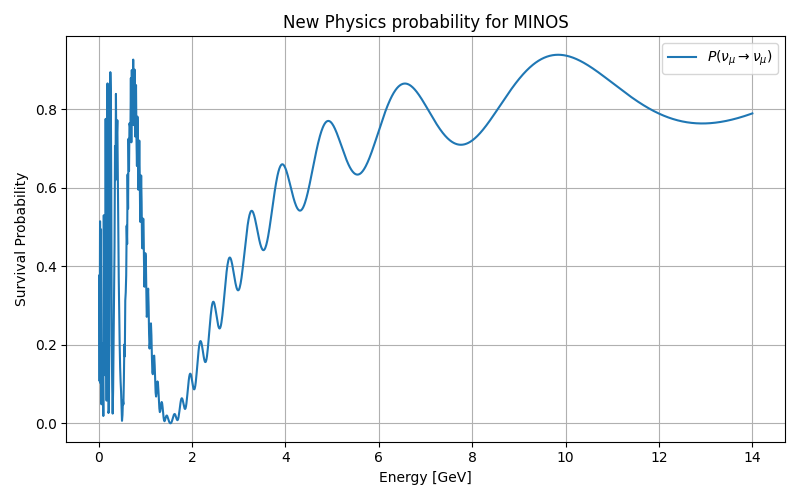 New Physics probability for MINOS
P(νμ → νμ)
Survival Probability
0.8
0.6
0.4
0.2
0.0
0 2 4 6 8 10 12 14
Energy [GeV]